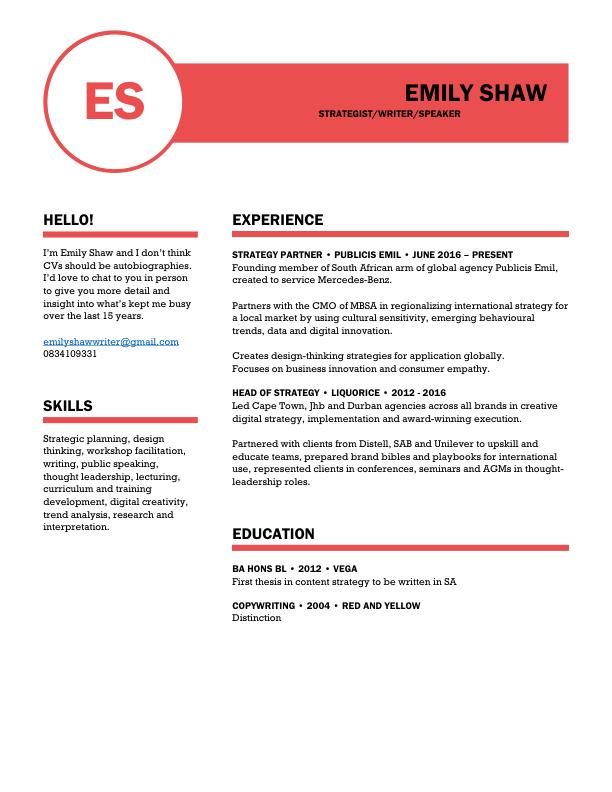 ES
EMILY SHAW
STRATEGIST/WRITER/SPEAKER
HELLO!
I'm Emily Shaw and I don't think
CVs should be autobiographies.
I'd love to chat to you in person
to give you more detail and
insight into what's kept me busy
over the last 15 years.
emilyshawwriter@gmail.com
0834109331
SKILLS
Strategic planning, design
thinking, workshop facilitation,
writing, public speaking,
thought leadership, lecturing,
curriculum and training
development, digital creativity,
trend analysis, research and
interpretation.
EXPERIENCE
STRATEGY PARTNER • PUBLICIS EMIL • JUNE 2016 – PRESENT
Founding member of South African arm of global agency Publicis Emil,
created to service Mercedes-Benz.
Partners with the CMO of MBSA in regionalizing international strategy for
a local market by using cultural sensitivity, emerging behavioural
trends, data and digital innovation.
Creates design-thinking strategies for application globally.
Focuses on business innovation and consumer empathy.
HEAD OF STRATEGY • LIQUORICE • 2012 - 2016
Led Cape Town, Jhb and Durban agencies across all brands in creative
digital strategy, implementation and award-winning execution.
Partnered with clients from Distell, SAB and Unilever to upskill and
educate teams, prepared brand bibles and playbooks for international
use, represented clients in conferences, seminars and AGMs in thought-
leadership roles.
EDUCATION
BA HONS BL • 2012 • VEGA
First thesis in content strategy to be written in SA
COPYWRITING • 2004 • RED AND YELLOW
Distinction